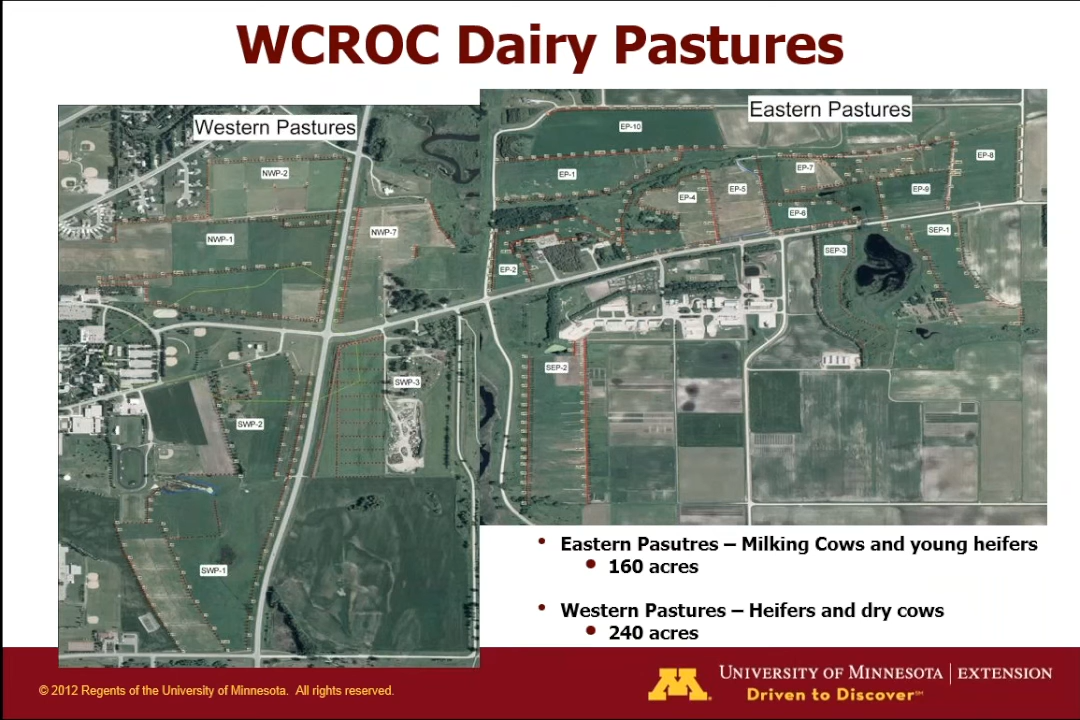 WCROC Dairy Pastures
Western Pastures
Eastern Pastures
NWP-2
NWP-1
NWP-7
SWP-3
SWP-2
SWP-1
EP-10
EP-1
EP-7
EP-8
EP-5
EP-9
EP-4
EP-6
SEP-1
EP-2
SEP-3
SEP-2
• Eastern Pasutres – Milking Cows and young heifers
• 160 acres
• Western Pastures – Heifers and dry cows
• 240 acres
© 2012 Regents of the University of Minnesota. All rights reserved.
UNIVERSITY OF MINNESOTA | EXTENSION
Driven to Discover℠